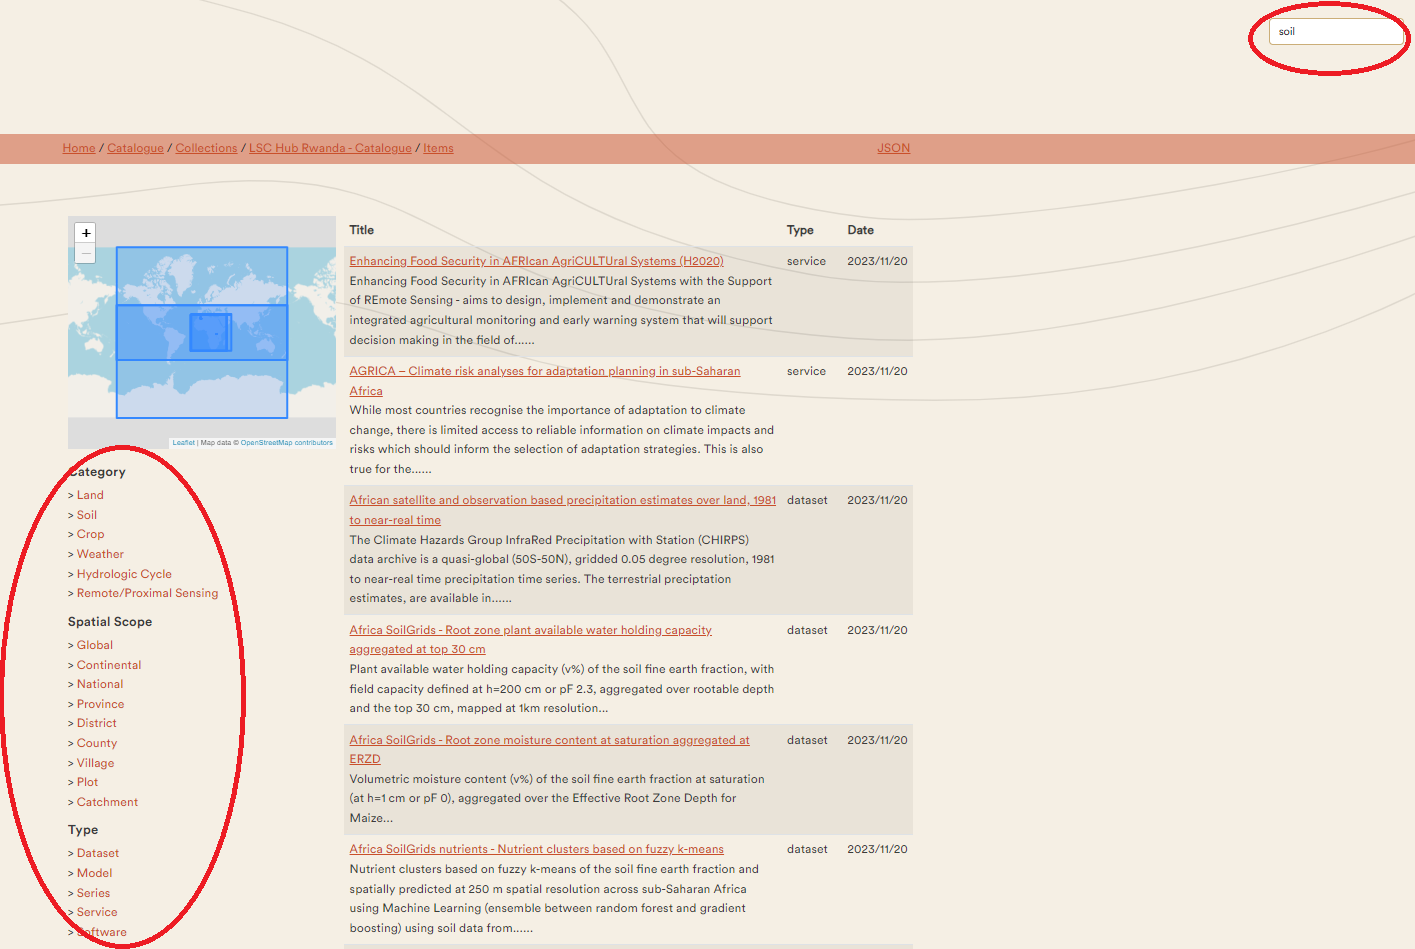 soil
Home / Catalogue / Collections / LSC Hub Rwanda - Catalogue / Items
JSON
+
−
Leaflet | Map data © OpenStreetMap contributors
Category
> Land
> Soil
> Crop
> Weather
> Hydrologic Cycle
> Remote/Proximal Sensing
Spatial Scope
> Global
> Continental
> National
> Province
> District
> County
> Village
> Plot
> Catchment
Type
> Dataset
> Model
> Series
> Service
> Software
Title Type Date
Enhancing Food Security in AFRIcan AgriCULTUral Systems (H2020) service 2023/11/20
Enhancing Food Security in AFRIcan AgriCULTUral Systems with the Support
of REmote Sensing - aims to design, implement and demonstrate an
integrated agricultural monitoring and early warning system that will support
decision making in the field of......
AGRICA – Climate risk analyses for adaptation planning in sub-Saharan service 2023/11/20
Africa
While most countries recognise the importance of adaptation to climate
change, there is limited access to reliable information on climate impacts and
risks which should inform the selection of adaptation strategies. This is also
true for the......
African satellite and observation based precipitation estimates over land, 1981 dataset 2023/11/20
to near-real time
The Climate Hazards Group InfraRed Precipitation with Station (CHIRPS)
data archive is a quasi-global (50S-50N), gridded 0.05 degree resolution, 1981
to near-real time precipitation time series. The terrestrial preciptation
estimates, are available in......
Africa SoilGrids - Root zone plant available water holding capacity dataset 2023/11/20
aggregated at top 30 cm
Plant available water holding capacity (v%) of the soil fine earth fraction, with
field capacity defined at h=200 cm or pF 2.3, aggregated over rootable depth
and the top 30 cm, mapped at 1km resolution...
Africa SoilGrids - Root zone moisture content at saturation aggregated at dataset 2023/11/20
ERZD
Volumetric moisture content (v%) of the soil fine earth fraction at saturation
(at h=1 cm or pF 0), aggregated over the Effective Root Zone Depth for
Maize...
Africa SoilGrids nutrients - Nutrient clusters based on fuzzy k-means dataset 2023/11/20
Nutrient clusters based on fuzzy k-means of the soil fine earth fraction and
spatially predicted at 250 m spatial resolution across sub-Saharan Africa
using Machine Learning (ensemble between random forest and gradient
boosting) using soil data from......